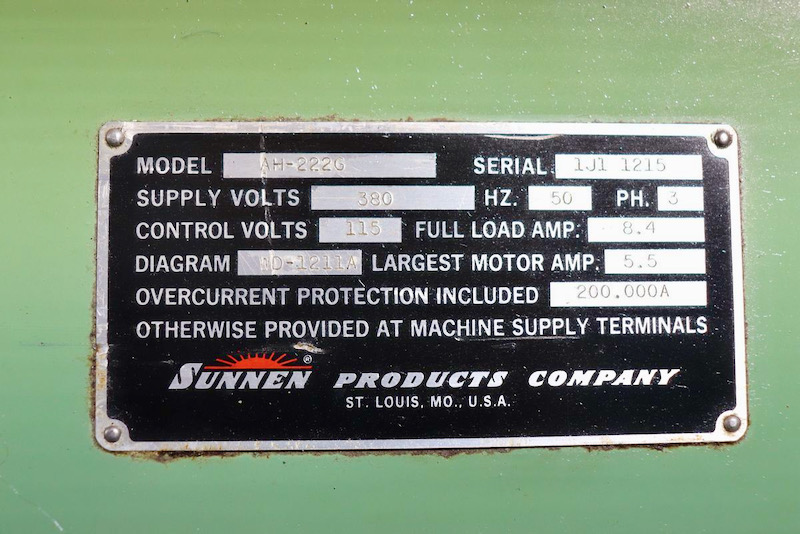 MODEL AH-222G SERIAL 1J1 1215
SUPPLY VOLTS 380 HZ. 50 PH. 3
CONTROL VOLTS 115 FULL LOAD AMP. 8.4
DIAGRAM LARGEST MOTOR AMP. 5.5
OVERCURRENT PROTECTION INCLUDED 200.000A
OTHERWISE PROVIDED AT MACHINE SUPPLY TERMINALS
SUNNEN ® PRODUCTS COMPANY
ST. LOUIS, MO., U.S.A.